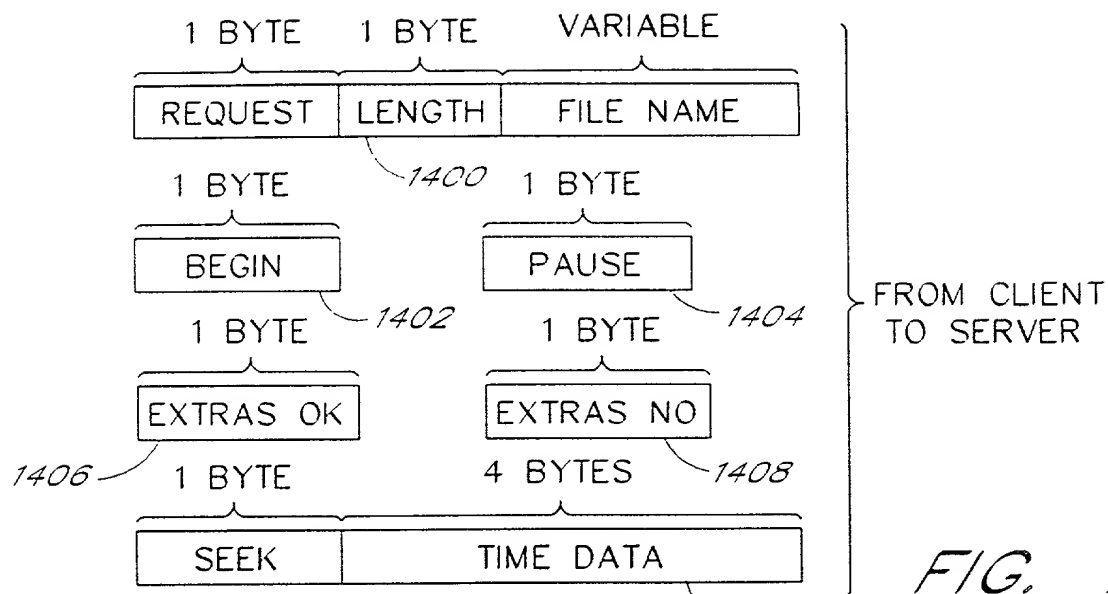 1 BYTE 1 BYTE VARIABLE
REQUEST LENGTH FILE NAME
1400
1 BYTE 1 BYTE
BEGIN PAUSE
1402 1404
FROM CLIENT
TO SERVER
1 BYTE 1 BYTE
EXTRAS OK EXTRAS NO
1406 1408
1 BYTE 4 BYTES
SEEK TIME DATA
FIG.